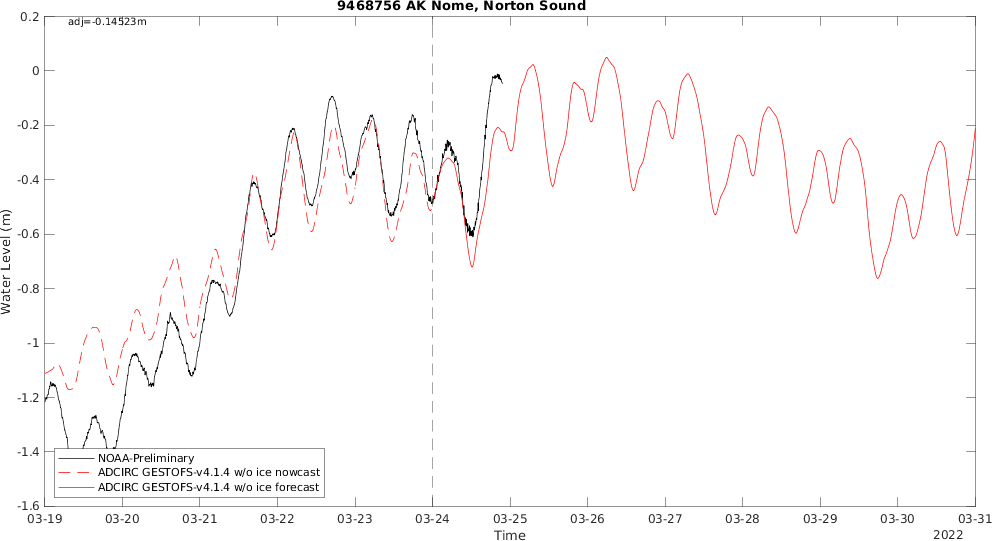 9468756 AK Nome, Norton Sound
adj=-0.14523m
0.2
0
-0.2
-0.4
-0.6
-0.8
-1
-1.2
-1.4
-1.6
Water Level (m)
NOAA-Preliminary
ADCIRC GESTOFS-v4.1.4 w/o ice nowcast
ADCIRC GESTOFS-v4.1.4 w/o ice forecast
03-19 03-20 03-21 03-22 03-23 03-24 03-25 03-26 03-27 03-28 03-29 03-30 03-31
Time
2022